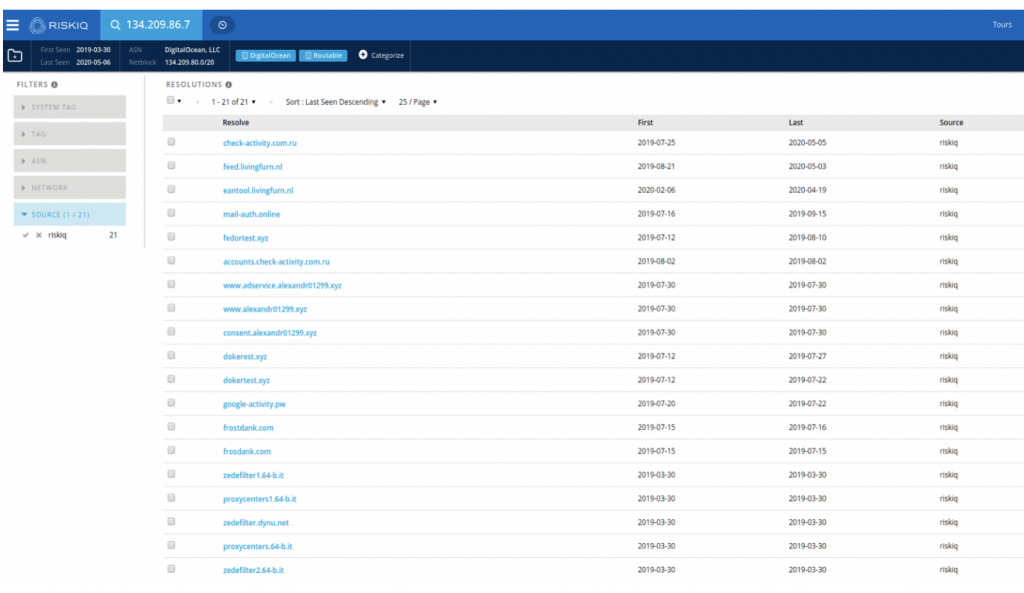 RISKIQ 134.209.86.7 Tours
First Seen 2019-03-30 ASN DigitalOcean, LLC
Last Seen 2020-05-06 Netblock 134.209.80.0/20
DigitalOcean Routable Categorize
FILTERS
SYSTEM TAG
TAG
ASN
NETWORK
SOURCE (1 / 21)
riskiq 21
RESOLUTIONS
1 - 21 of 21 Sort : Last Seen Descending 25 / Page
Resolve First Last Source
check-activity.com.ru 2019-07-25 2020-05-05 riskiq
feed.livingfurn.nl 2019-08-21 2020-05-03 riskiq
eantool.livingfurn.nl 2020-02-06 2020-04-19 riskiq
mail-auth.online 2019-07-16 2019-09-15 riskiq
fedortest.xyz 2019-07-12 2019-08-10 riskiq
accounts.check-activity.com.ru 2019-08-02 2019-08-02 riskiq
www.adservice.alexandr01299.xyz 2019-07-30 2019-07-30 riskiq
www.alexandr01299.xyz 2019-07-30 2019-07-30 riskiq
consent.alexandr01299.xyz 2019-07-30 2019-07-30 riskiq
dokerest.xyz 2019-07-12 2019-07-27 riskiq
dokertest.xyz 2019-07-12 2019-07-22 riskiq
google-activity.pw 2019-07-20 2019-07-22 riskiq
frostdank.com 2019-07-15 2019-07-16 riskiq
frosdank.com 2019-07-15 2019-07-15 riskiq
zedefilter1.64-b.it 2019-03-30 2019-03-30 riskiq
proxycenters1.64-b.it 2019-03-30 2019-03-30 riskiq
zedefilter.dynu.net 2019-03-30 2019-03-30 riskiq
proxycenters.64-b.it 2019-03-30 2019-03-30 riskiq
zedefilter2.64-b.it 2019-03-30 2019-03-30 riskiq